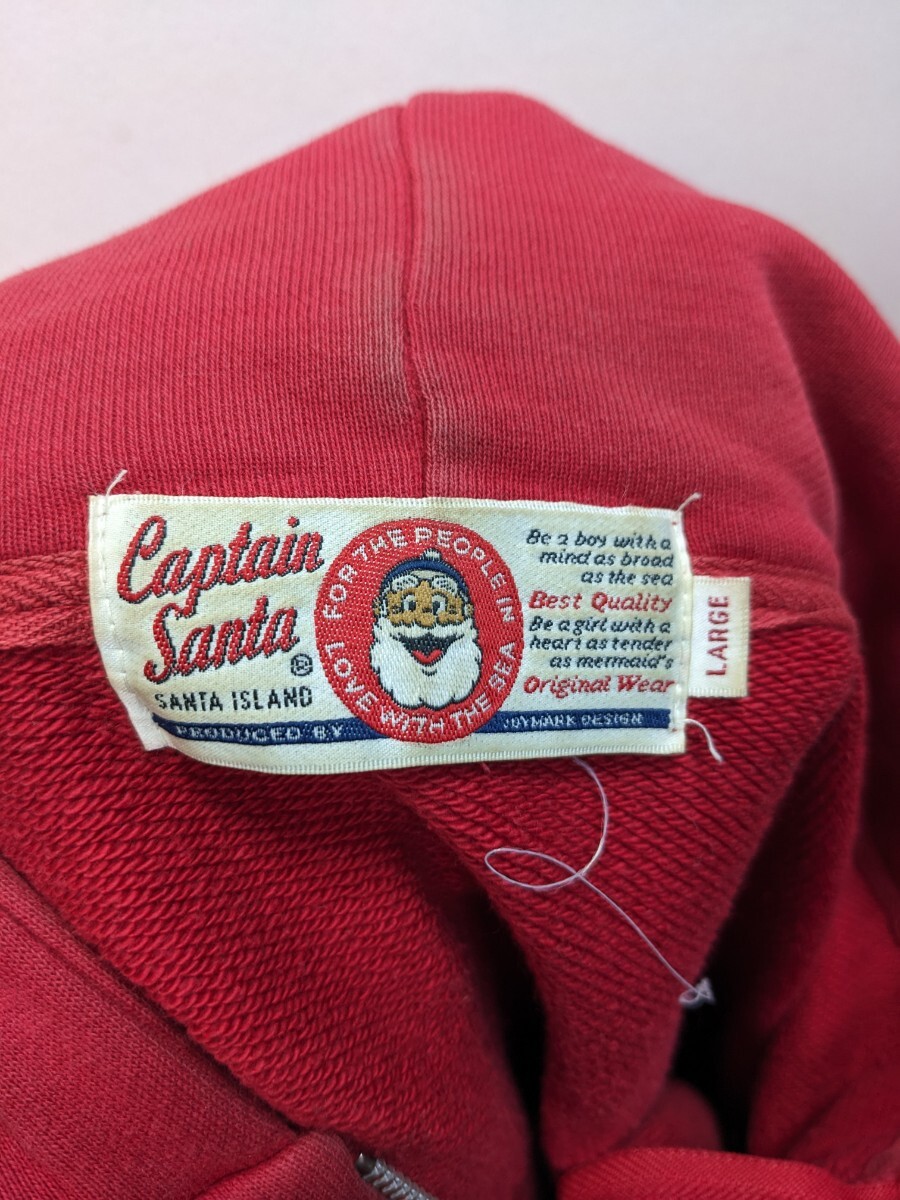 Captain
Santa
®
SANTA ISLAND
FOR THE PEOPLE IN
LOVE WITH THE SEA
Be a boy with a
mind as broad
as the sea
Best Quality
Be a girl with a
heart as tender
as mermaid's
Original Wear
PRODUCED BY JOYMARK DESIGN
LARGE